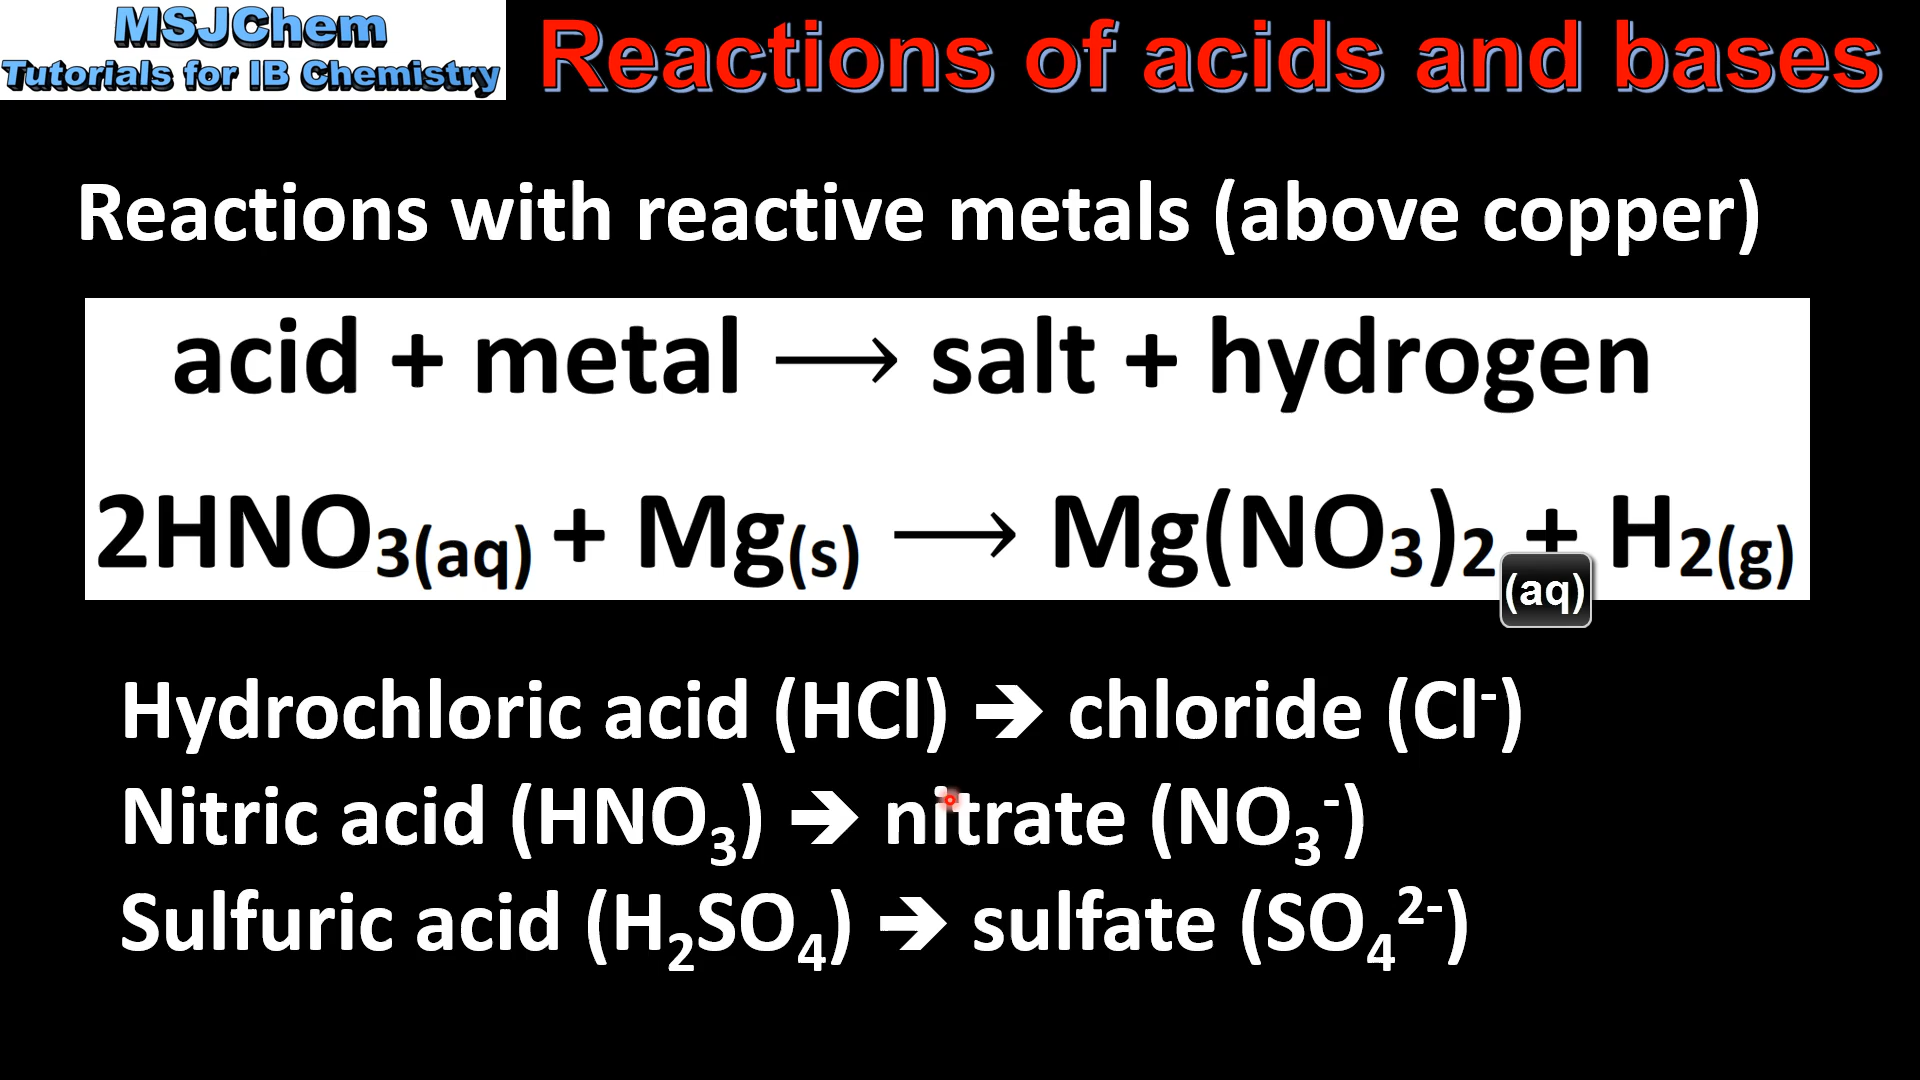 MSJChem
Tutorials for IB Chemistry
Reactions of acids and bases
Reactions with reactive metals (above copper)
acid + metal ⟶ salt + hydrogen
2HNO₃(aq) + Mg(s) ⟶ Mg(NO₃)₂ + H₂(g)
(aq)
Hydrochloric acid (HCl) ➔ chloride (Cl⁻)
Nitric acid (HNO₃) ➔ nitrate (NO₃⁻)
Sulfuric acid (H₂SO₄) ➔ sulfate (SO₄²⁻)